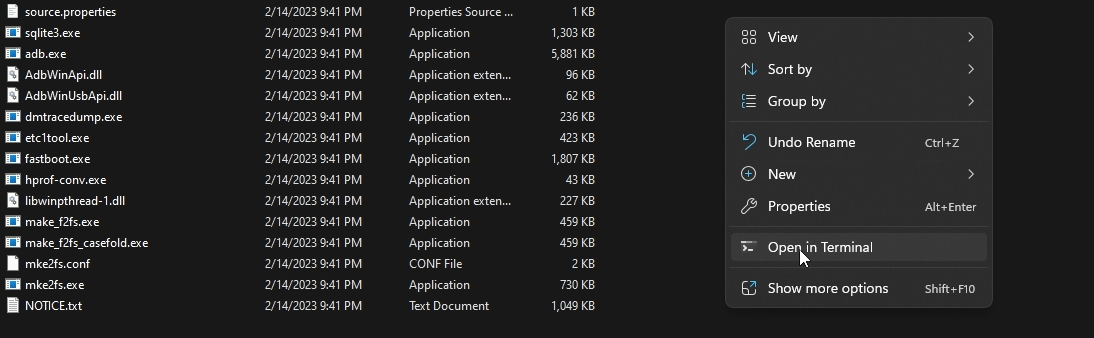 source.properties 2/14/2023 9:41 PM Properties Source ... 1 KB
sqlite3.exe 2/14/2023 9:41 PM Application 1,303 KB
adb.exe 2/14/2023 9:41 PM Application 5,881 KB
AdbWinApi.dll 2/14/2023 9:41 PM Application exten... 96 KB
AdbWinUsbApi.dll 2/14/2023 9:41 PM Application exten... 62 KB
dmtracedump.exe 2/14/2023 9:41 PM Application 236 KB
etc1tool.exe 2/14/2023 9:41 PM Application 423 KB
fastboot.exe 2/14/2023 9:41 PM Application 1,807 KB
hprof-conv.exe 2/14/2023 9:41 PM Application 43 KB
libwinpthread-1.dll 2/14/2023 9:41 PM Application exten... 227 KB
make_f2fs.exe 2/14/2023 9:41 PM Application 459 KB
make_f2fs_casefold.exe 2/14/2023 9:41 PM Application 459 KB
mke2fs.conf 2/14/2023 9:41 PM CONF File 2 KB
mke2fs.exe 2/14/2023 9:41 PM Application 730 KB
NOTICE.txt 2/14/2023 9:41 PM Text Document 1,049 KB
View
Sort by
Group by
Undo Rename Ctrl+Z
New
Properties Alt+Enter
Open in Terminal
Show more options Shift+F10